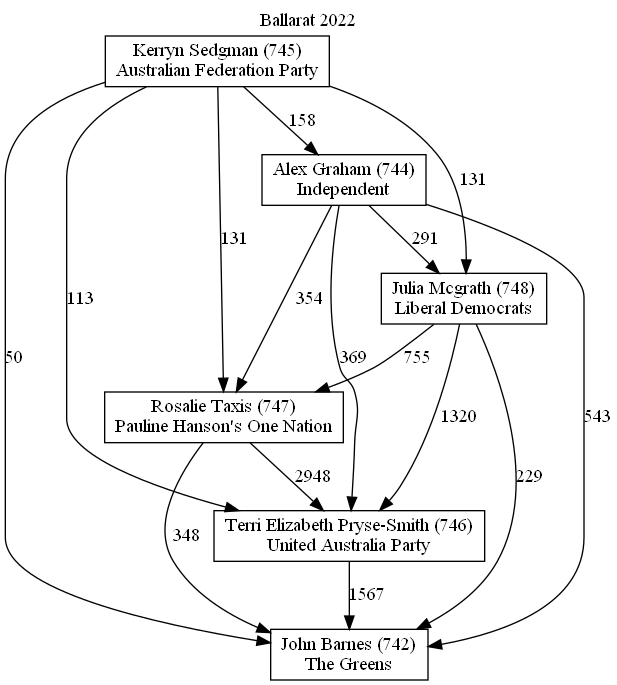 Ballarat 2022
Kerryn Sedgman (745)
Australian Federation Party
158
Alex Graham (744)
Independent
131
131
291
Julia Mcgrath (748)
Liberal Democrats
113
354
50
369
755
Rosalie Taxis (747)
Pauline Hanson's One Nation
1320
543
2948
229
348
Terri Elizabeth Pryse-Smith (746)
United Australia Party
1567
John Barnes (742)
The Greens